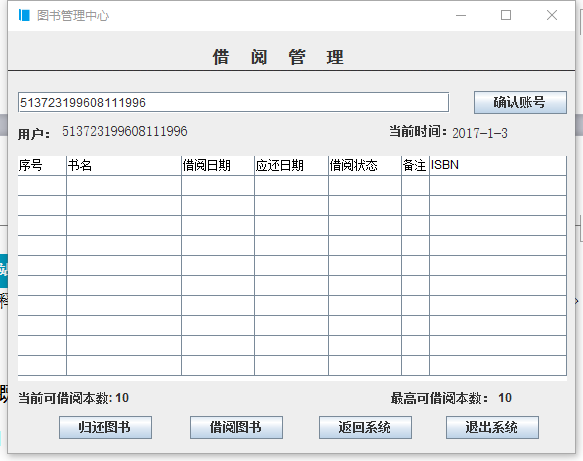 图书管理中心
借 阅 管 理
513723199608111996 确认账号
用户： 513723199608111996 当前时间：2017-1-3
序号 书名 借阅日期 应还日期 借阅状态 备注 ISBN
当前可借阅本数: 10 最高可借阅本数： 10
归还图书 借阅图书 返回系统 退出系统